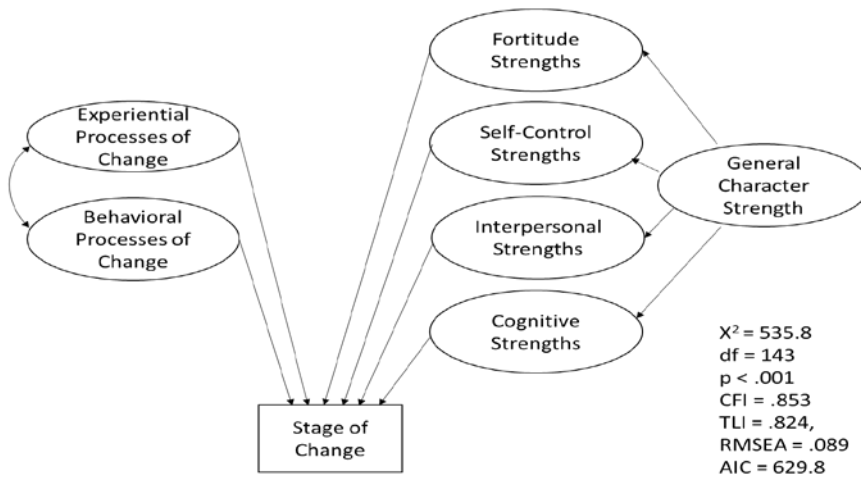 Fortitude
Strengths
Experiential
Processes of
Change
Self-Control
Strengths
General
Character
Strength
Behavioral
Processes of
Change
Interpersonal
Strengths
Cognitive
Strengths
Stage of
Change
X² = 535.8
df = 143
p < .001
CFI = .853
TLI = .824,
RMSEA = .089
AIC = 629.8